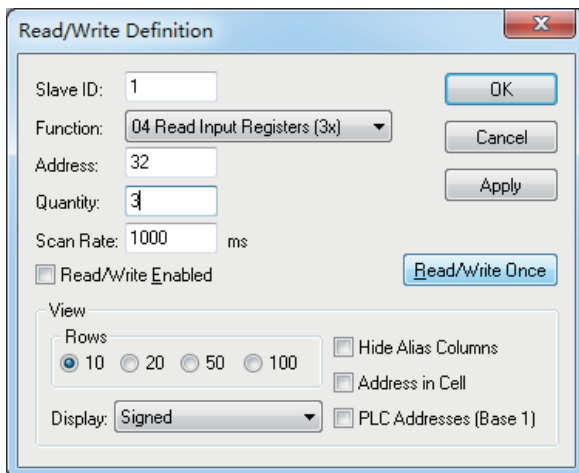 Read/Write Definition
Slave ID: 1
OK
Function: 04 Read Input Registers (3x)
Cancel
Address: 32
Apply
Quantity: 3
Scan Rate: 1000 ms
Read/Write Enabled
Read/Write Once
View
Rows
10 20 50 100
Hide Alias Columns
Address in Cell
Display: Signed
PLC Addresses (Base 1)